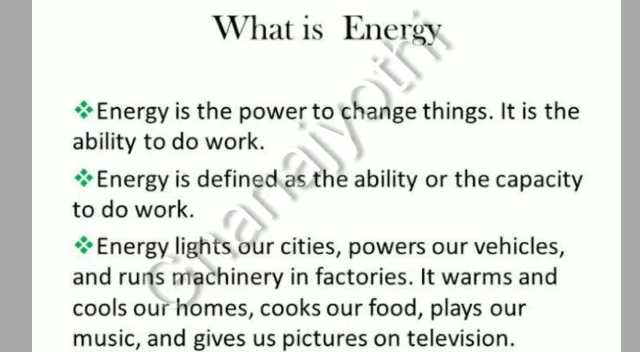 What is Energy
❖Energy is the power to change things. It is the
ability to do work.
❖Energy is defined as the ability or the capacity
to do work.
❖Energy lights our cities, powers our vehicles,
and runs machinery in factories. It warms and
cools our homes, cooks our food, plays our
music, and gives us pictures on television.
Gnanajyothi